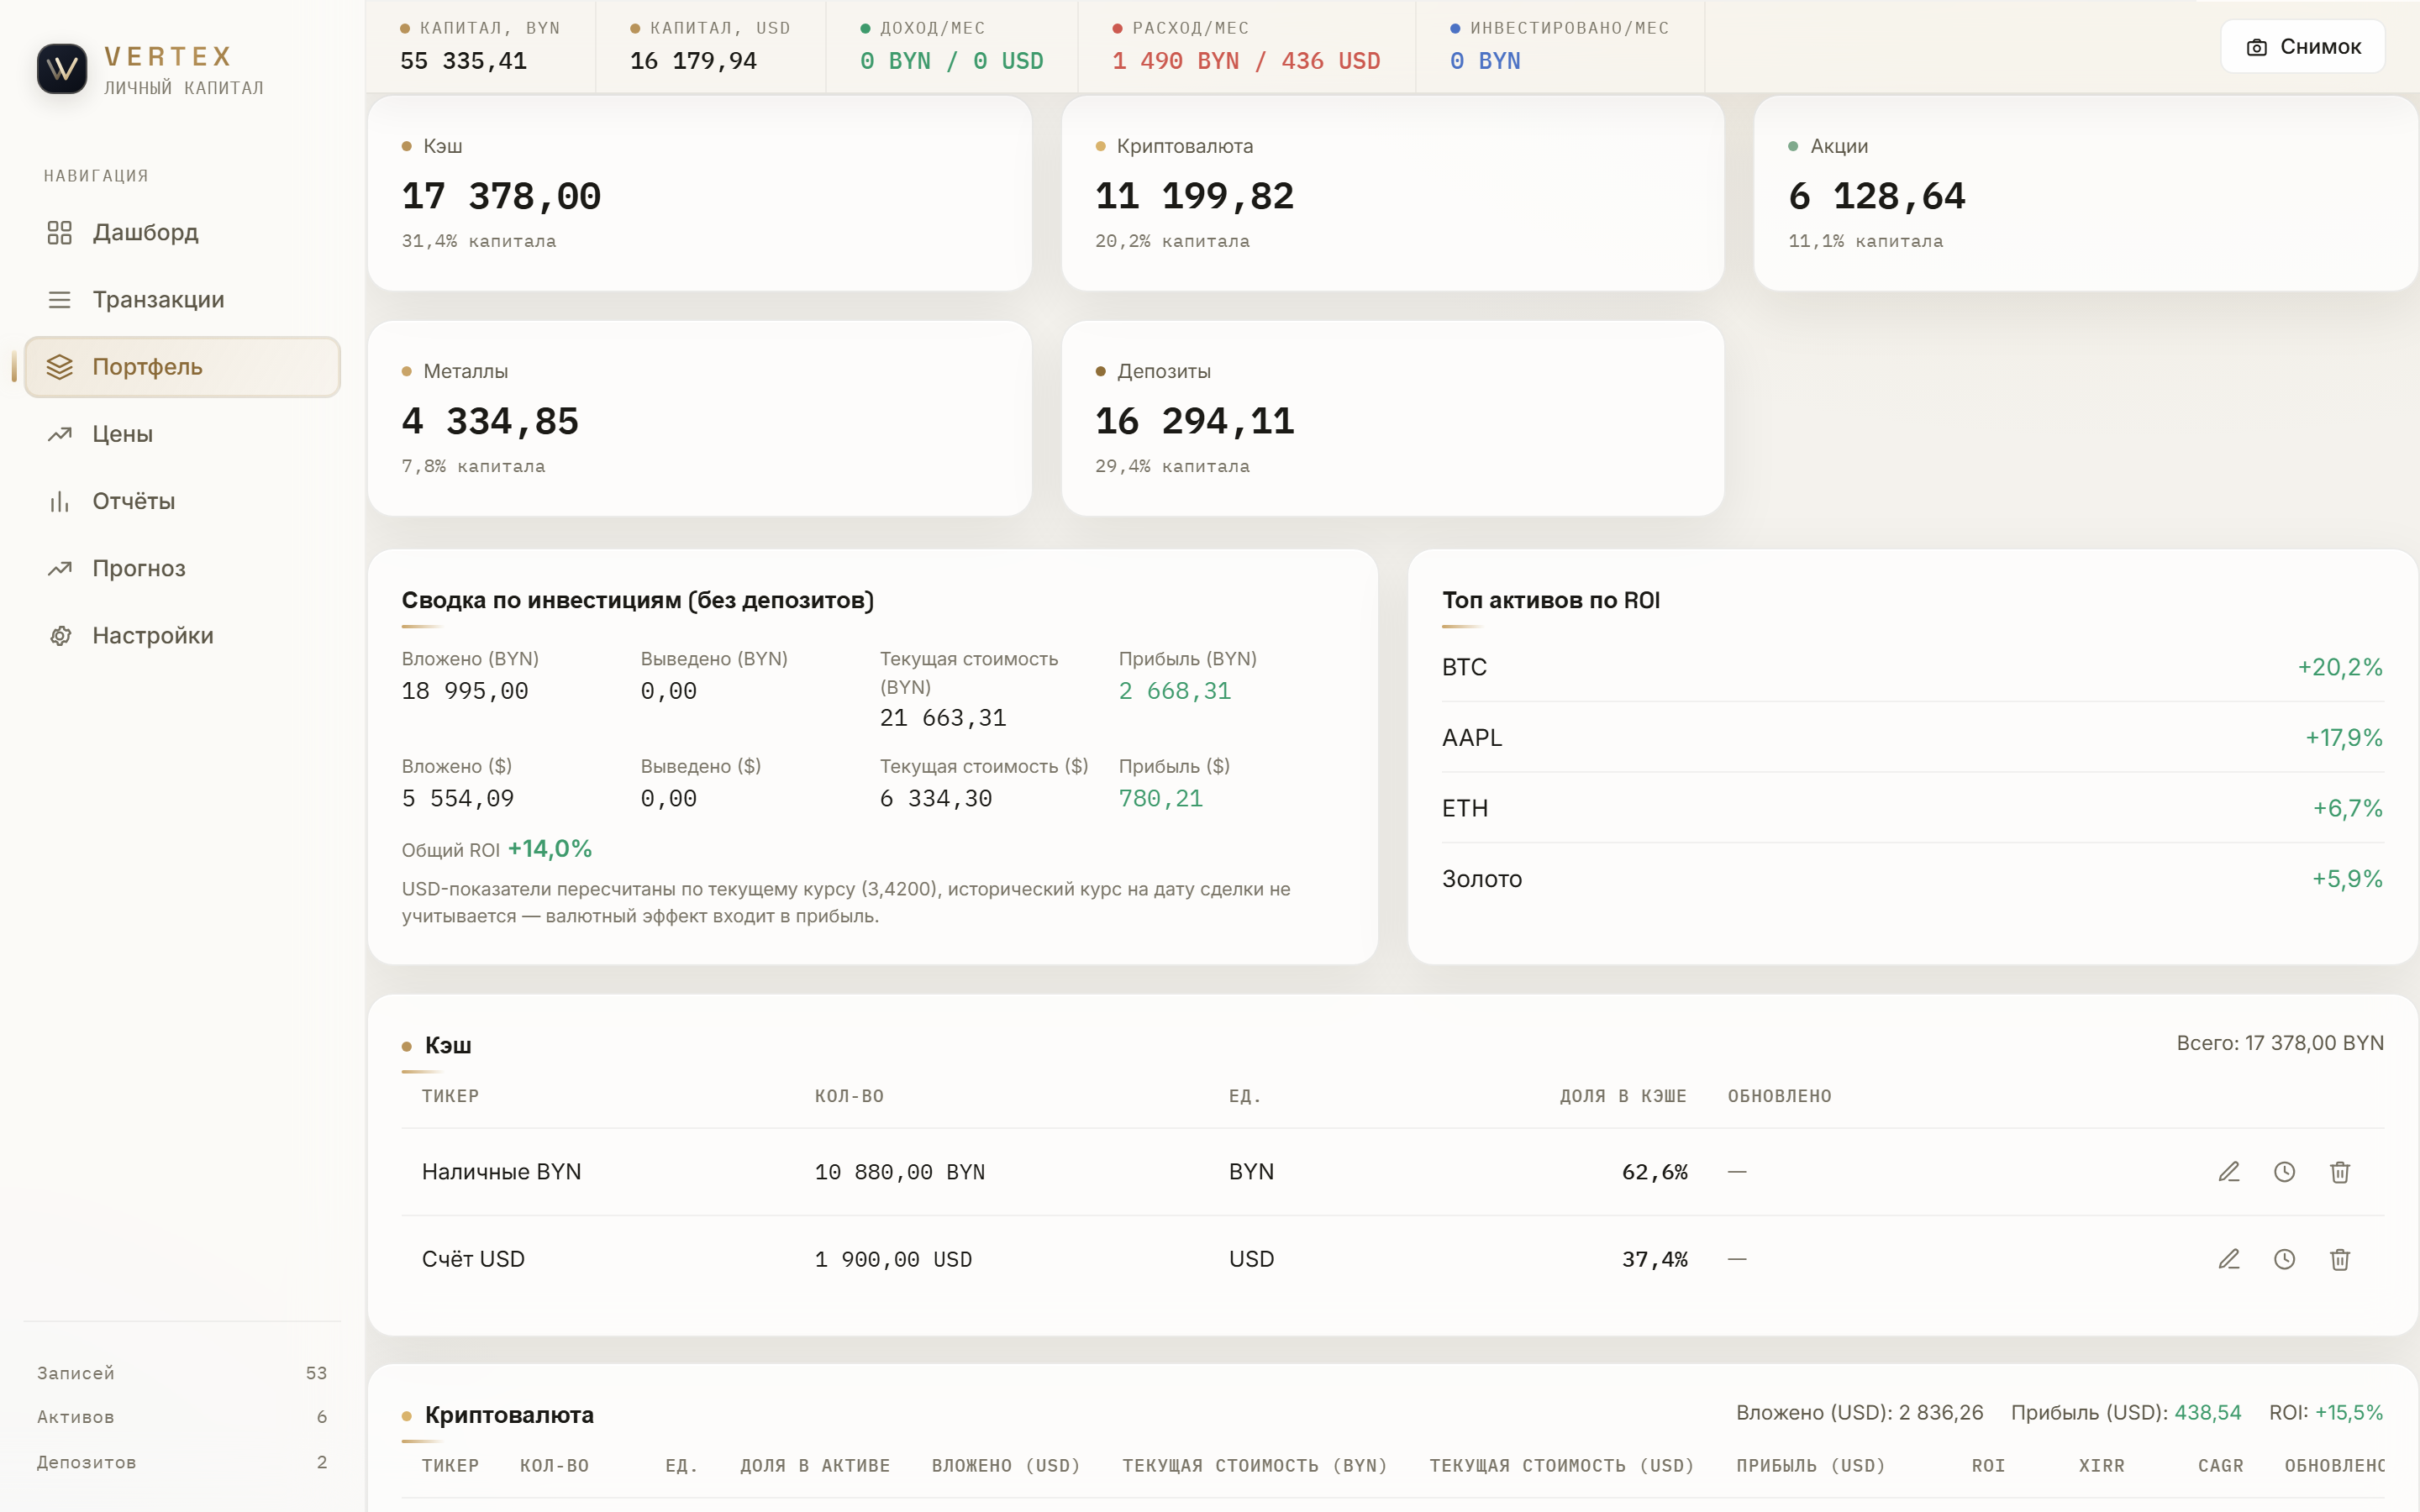 VERTEX
ЛИЧНЫЙ КАПИТАЛ
НАВИГАЦИЯ
Дашборд
Транзакции
Портфель
Цены
Отчёты
Прогноз
Настройки
Записей 53
Активов 6
Депозитов 2
КАПИТАЛ, BYN
55 335,41
КАПИТАЛ, USD
16 179,94
ДОХОД/МЕС
0 BYN / 0 USD
РАСХОД/МЕС
1 490 BYN / 436 USD
ИНВЕСТИРОВАНО/МЕС
0 BYN
Снимок
Кэш
17 378,00
31,4% капитала
Криптовалюта
11 199,82
20,2% капитала
Акции
6 128,64
11,1% капитала
Металлы
4 334,85
7,8% капитала
Депозиты
16 294,11
29,4% капитала
Сводка по инвестициям (без депозитов)
Вложено (BYN)
18 995,00
Выведено (BYN)
0,00
Текущая стоимость
(BYN)
21 663,31
Прибыль (BYN)
2 668,31
Вложено ($)
5 554,09
Выведено ($)
0,00
Текущая стоимость ($)
6 334,30
Прибыль ($)
780,21
Общий ROI +14,0%
USD-показатели пересчитаны по текущему курсу (3,4200), исторический курс на дату сделки не
учитывается — валютный эффект входит в прибыль.
Топ активов по ROI
BTC +20,2%
AAPL +17,9%
ETH +6,7%
Золото +5,9%
Кэш
Всего: 17 378,00 BYN
ТИКЕР КОЛ-ВО ЕД. ДОЛЯ В КЭШЕ ОБНОВЛЕНО
Наличные BYN 10 880,00 BYN BYN 62,6% —
Счёт USD 1 900,00 USD USD 37,4% —
Криптовалюта
Вложено (USD): 2 836,26 Прибыль (USD): 438,54 ROI: +15,5%
ТИКЕР КОЛ-ВО ЕД. ДОЛЯ В АКТИВЕ ВЛОЖЕНО (USD) ТЕКУЩАЯ СТОИМОСТЬ (BYN) ТЕКУЩАЯ СТОИМОСТЬ (USD) ПРИБЫЛЬ (USD) ROI XIRR CAGR ОБНОВЛЕНО